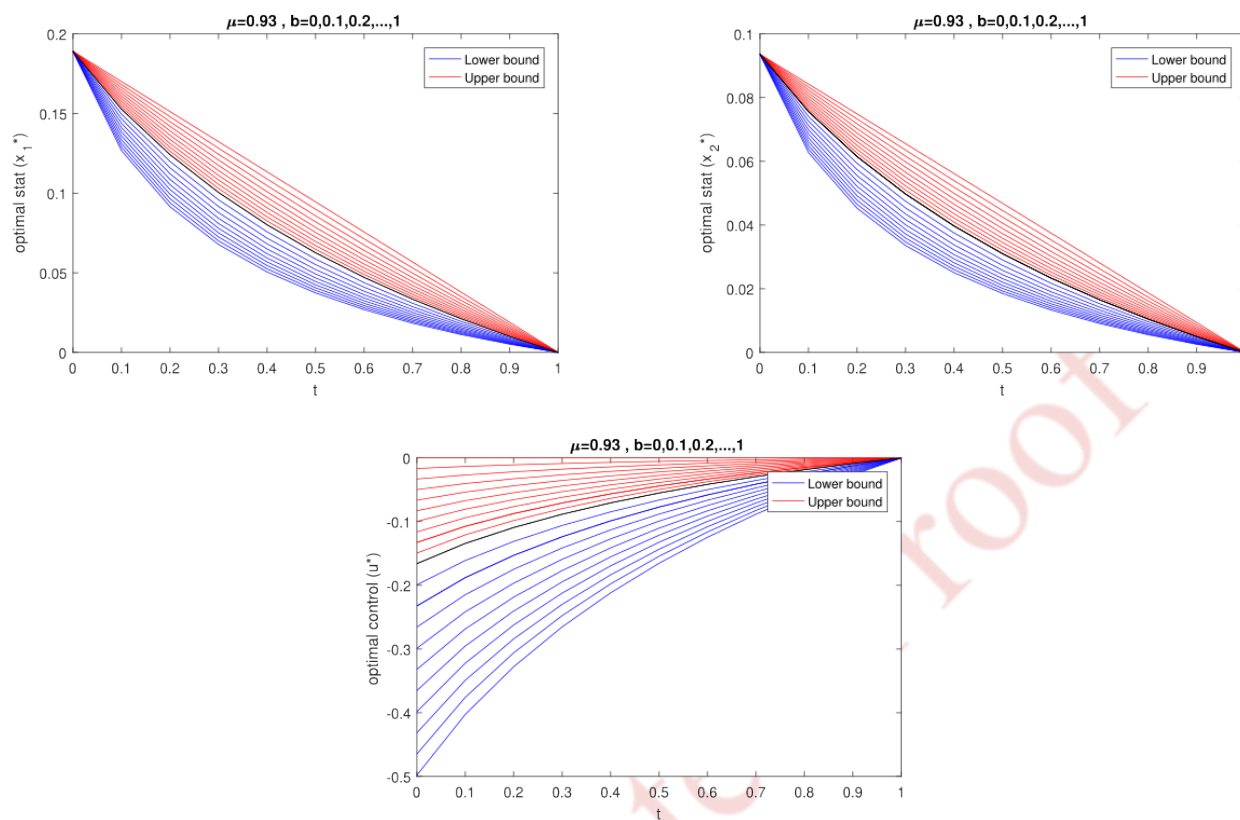 μ=0.93 , b=0,0.1,0.2,...,1
0.2
0.15
0.1
0.05
0
optimal stat (x₁*)
Lower bound
Upper bound
0 0.1 0.2 0.3 0.4 0.5 0.6 0.7 0.8 0.9 1
t
μ=0.93 , b=0,0.1,0.2,...,1
0.1
0.08
0.06
0.04
0.02
0
optimal stat (x₂*)
Lower bound
Upper bound
0 0.1 0.2 0.3 0.4 0.5 0.6 0.7 0.8 0.9
t
μ=0.93 , b=0,0.1,0.2,...,1
0
-0.1
-0.2
-0.3
-0.4
-0.5
optimal control (u*)
Lower bound
Upper bound
0 0.1 0.2 0.3 0.4 0.5 0.6 0.7 0.8 0.9 1
t
roof